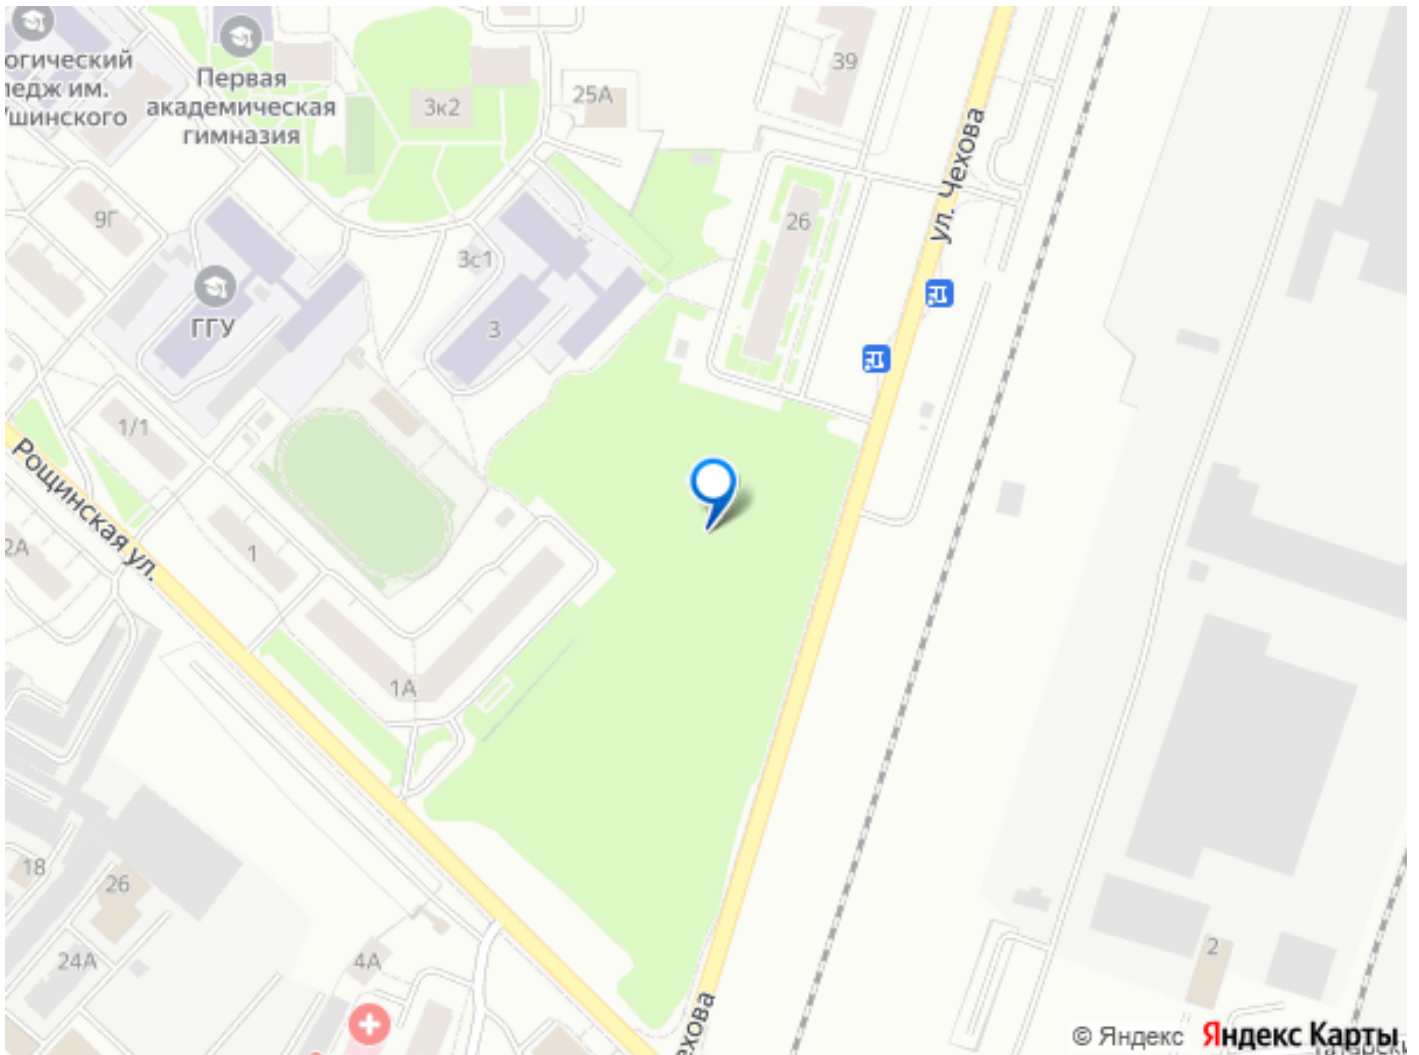 огический
ледж им.
Ушинского
Первая
академическая
гимназия
3к2
25А
39
ул. Чехова
26
9Г
3с1
ГГУ
3
1/1
Рощинская ул.
2А
1
1А
18
26
24А
4А
2
ехова
© Яндекс
Яндекс Карты